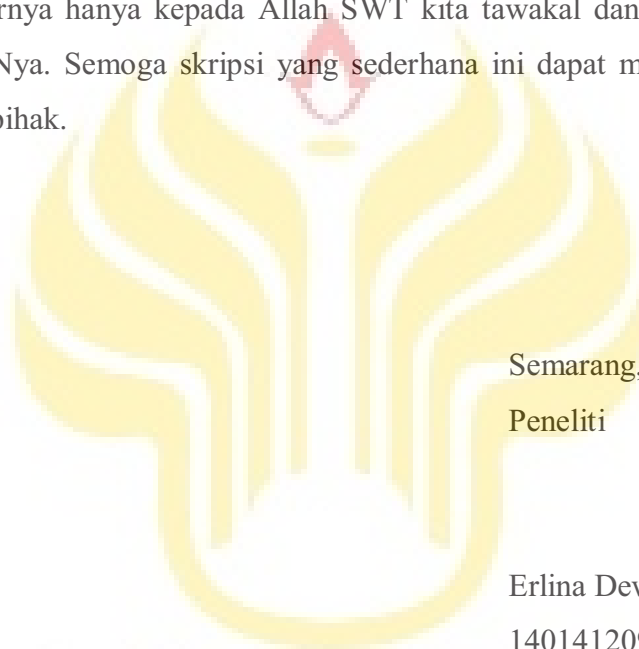 rnya hanya kepada Allah SWT kita tawakal dan
Nya. Semoga skripsi yang sederhana ini dapat m
pihak.
Semarang,
Peneliti
Erlina Dew
140141209